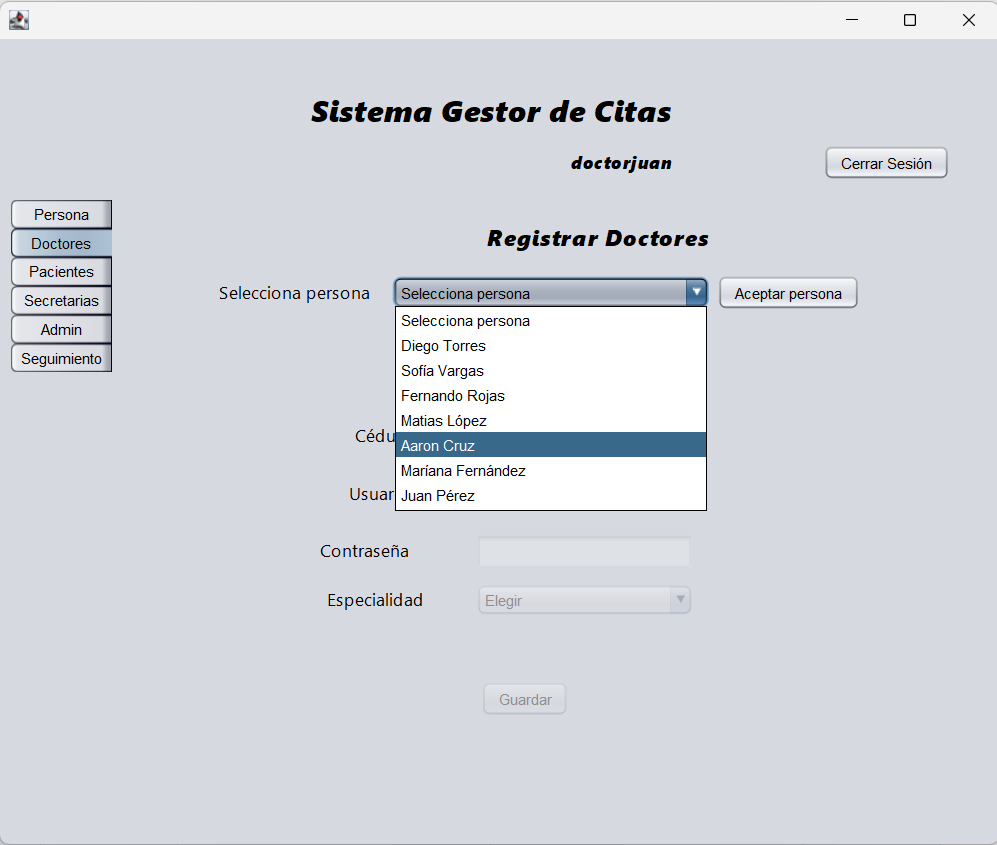 Sistema Gestor de Citas
doctorjuan
Cerrar Sesión
Persona
Doctores
Pacientes
Secretarias
Admin
Seguimiento
Registrar Doctores
Selecciona persona
Selecciona persona
Aceptar persona
Selecciona persona
Diego Torres
Sofía Vargas
Fernando Rojas
Matias López
Aaron Cruz
Maríana Fernández
Juan Pérez
Cédu
Usuar
Contraseña
Especialidad
Elegir
Guardar